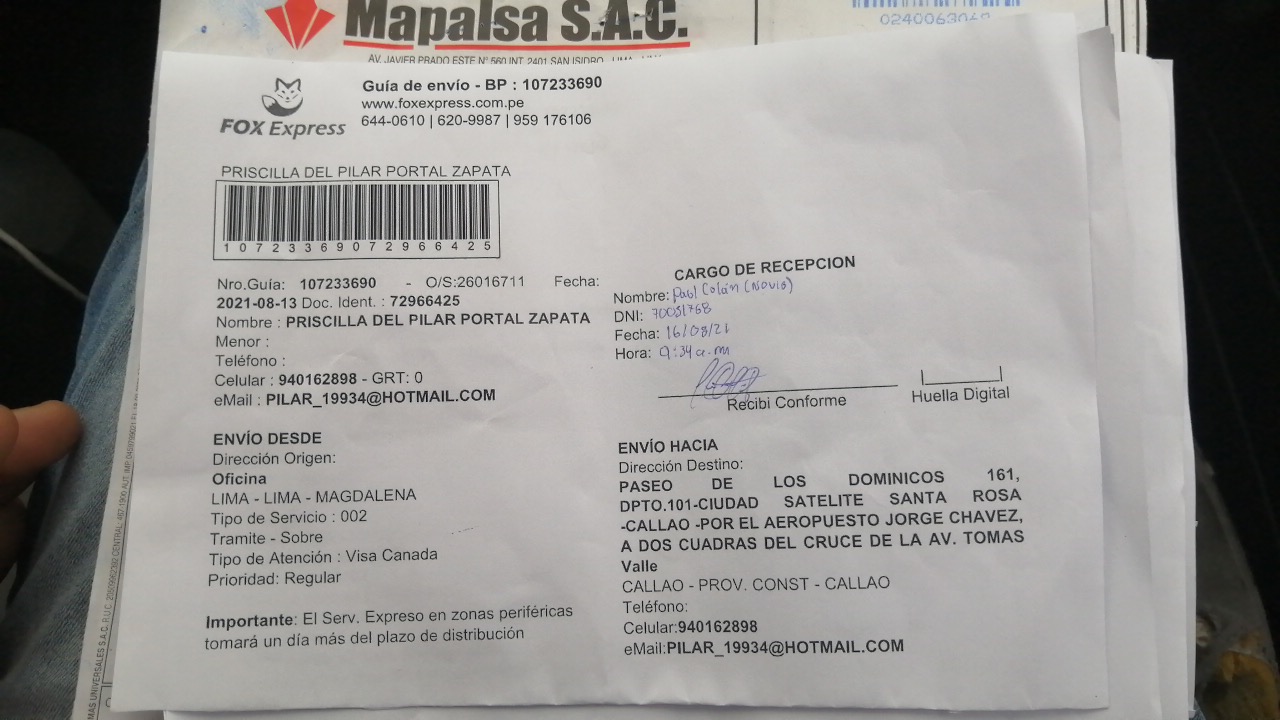 Mapalsa S.A.C.
AV. JAVIER PRADO ESTE N° 560 INT. 2401 SAN ISIDRO - LIMA
0240063060
FOX Express
Guía de envío - BP : 107233690
www.foxexpress.com.pe
644-0610 | 620-9987 | 959 176106
PRISCILLA DEL PILAR PORTAL ZAPATA
10723369072966425
Nro.Guía: 107233690 - O/S:26016711 Fecha:
2021-08-13 Doc. Ident. : 72966425
Nombre : PRISCILLA DEL PILAR PORTAL ZAPATA
Menor :
Teléfono :
Celular : 940162898 - GRT: 0
eMail : PILAR_19934@HOTMAIL.COM
CARGO DE RECEPCION
Nombre: Paul Colán (Novio)
DNI: 70031768
Fecha: 16/08/21
Hora: 9:34 a.m
Recibi Conforme
Huella Digital
ENVÍO DESDE
Dirección Origen:
Oficina
LIMA - LIMA - MAGDALENA
Tipo de Servicio : 002
Tramite - Sobre
Tipo de Atención : Visa Canada
Prioridad: Regular
Importante: El Serv. Expreso en zonas periféricas
tomará un día más del plazo de distribución
ENVÍO HACIA
Dirección Destino:
PASEO DE LOS DOMINICOS 161,
DPTO.101-CIUDAD SATELITE SANTA ROSA
-CALLAO -POR EL AEROPUESTO JORGE CHAVEZ,
A DOS CUADRAS DEL CRUCE DE LA AV. TOMAS
Valle
CALLAO - PROV. CONST - CALLAO
Teléfono:
Celular:940162898
eMail:PILAR_19934@HOTMAIL.COM